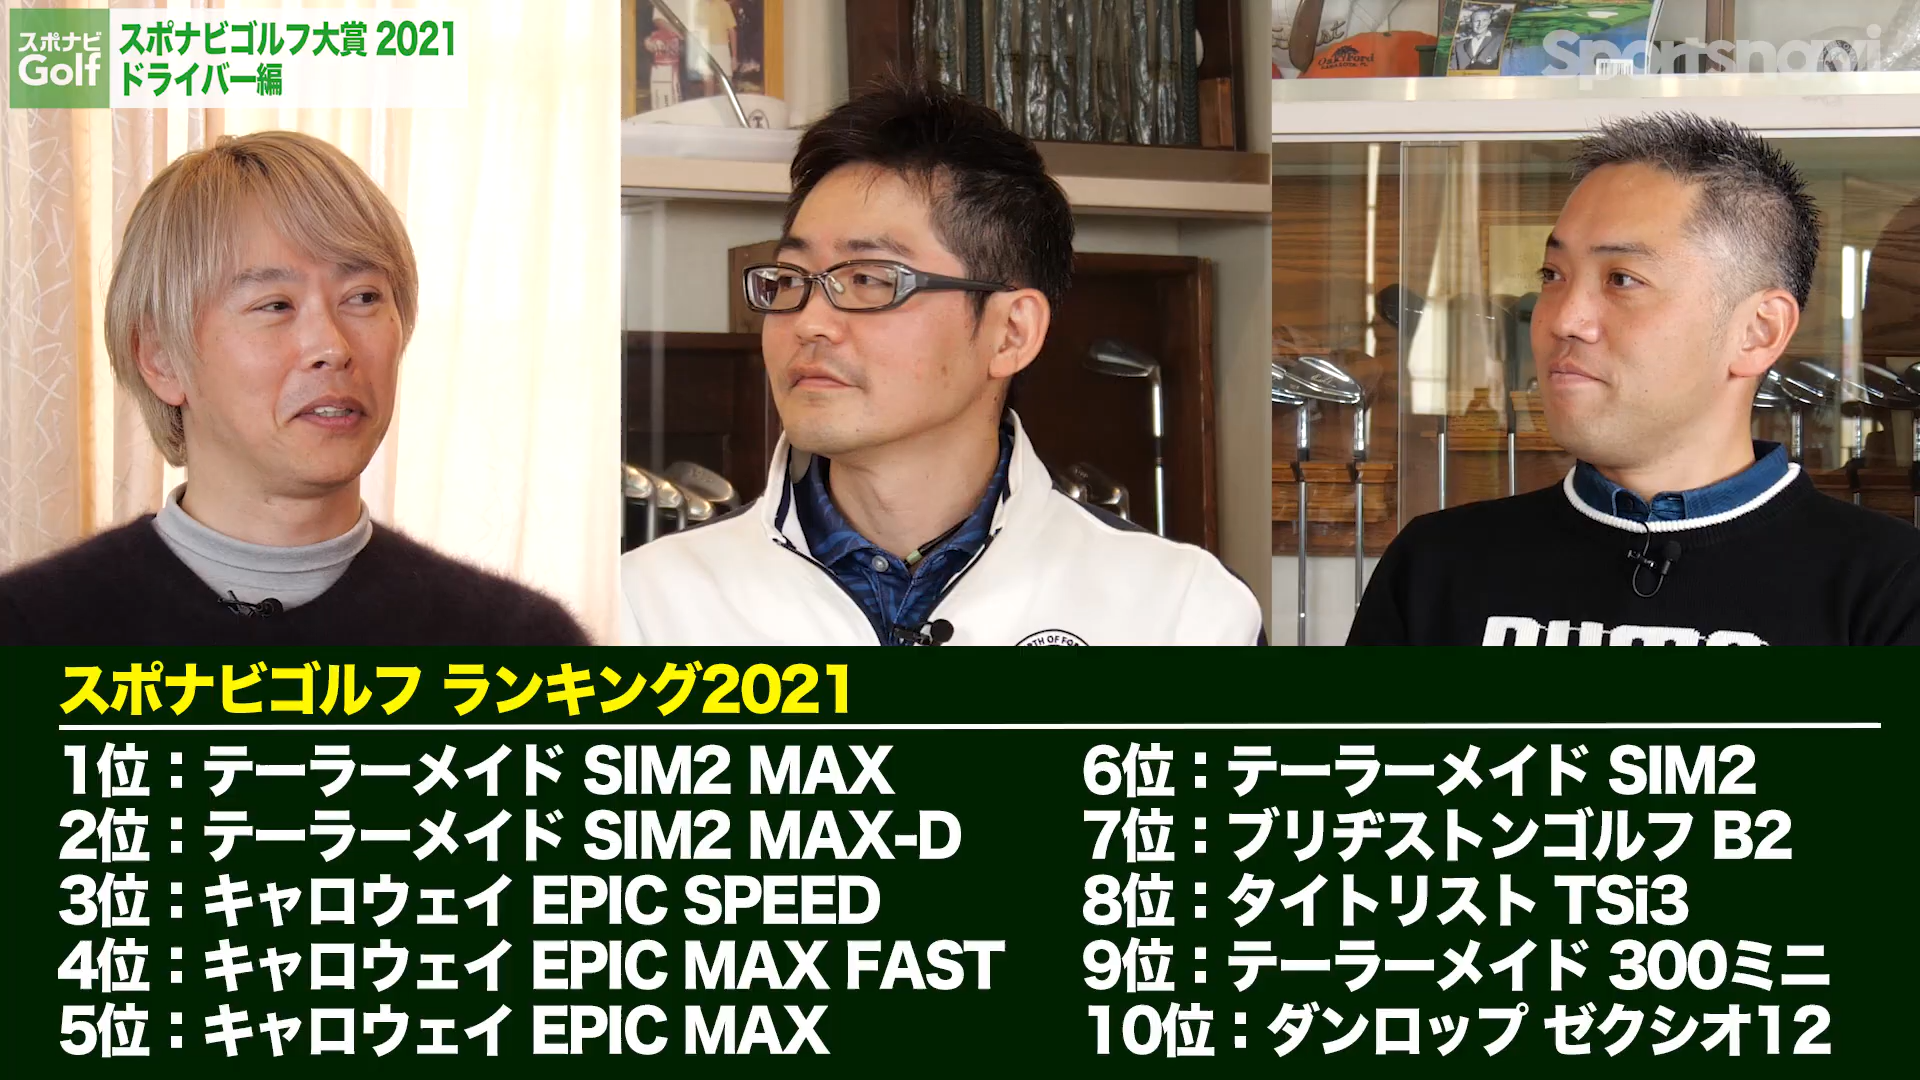 スポナビ
Golf
スポナビゴルフ大賞 2021
ドライバー編
Sportsnavi
Oakford
スポナビゴルフ ランキング2021
1位：テーラーメイド SIM2 MAX
2位：テーラーメイド SIM2 MAX-D
3位：キャロウェイ EPIC SPEED
4位：キャロウェイ EPIC MAX FAST
5位：キャロウェイ EPIC MAX
6位：テーラーメイド SIM2
7位：ブリヂストンゴルフ B2
8位：タイトリスト TSi3
9位：テーラーメイド 300ミニ
10位：ダンロップ ゼクシオ12